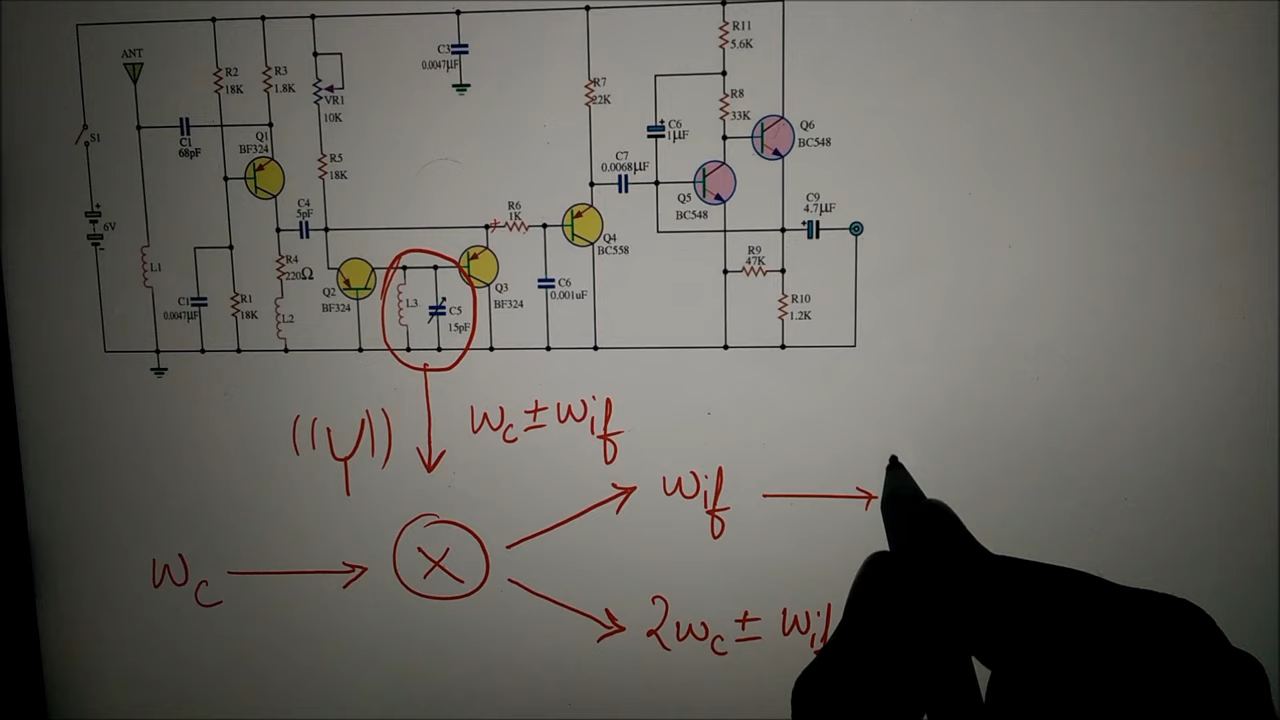 ANT
S1
6V
L1
C1
68pF
C1
0.0047µF
R2
18K
R3
1.8K
Q1
BF324
R1
18K
R4
220Ω
L2
C4
5pF
VR1
10K
R5
18K
Q2
BF324
L3
C5
15pF
Q3
BF324
C3
0.0047µF
R6
1K
C6
0.001uF
R7
22K
Q4
BC558
C7
0.0068µF
C6
1µF
R11
5.6K
R8
33K
Q5
BC548
Q6
BC548
R9
47K
R10
1.2K
C9
4.7µF
((Y))
Wc ± Wif
Wc
X
Wif
2Wc ± Wif